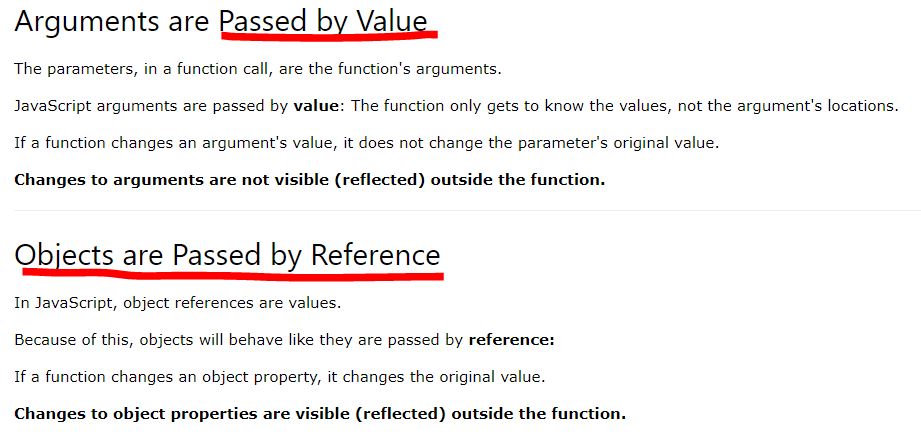 Arguments are Passed by Value
The parameters, in a function call, are the function's arguments.
JavaScript arguments are passed by value: The function only gets to know the values, not the argument's locations.
If a function changes an argument's value, it does not change the parameter's original value.
Changes to arguments are not visible (reflected) outside the function.
Objects are Passed by Reference
In JavaScript, object references are values.
Because of this, objects will behave like they are passed by reference:
If a function changes an object property, it changes the original value.
Changes to object properties are visible (reflected) outside the function.